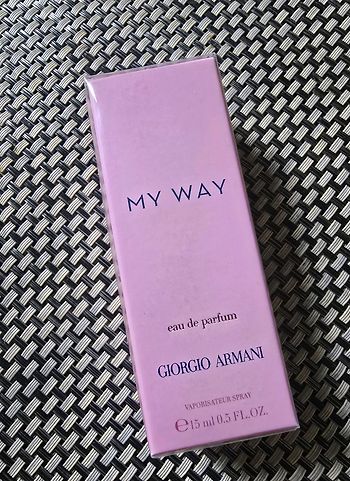 MY WAY
eau de parfum
GIORGIO ARMANI
VAPORISATEUR SPRAY
℮15 ml 0.5 FL.OZ.